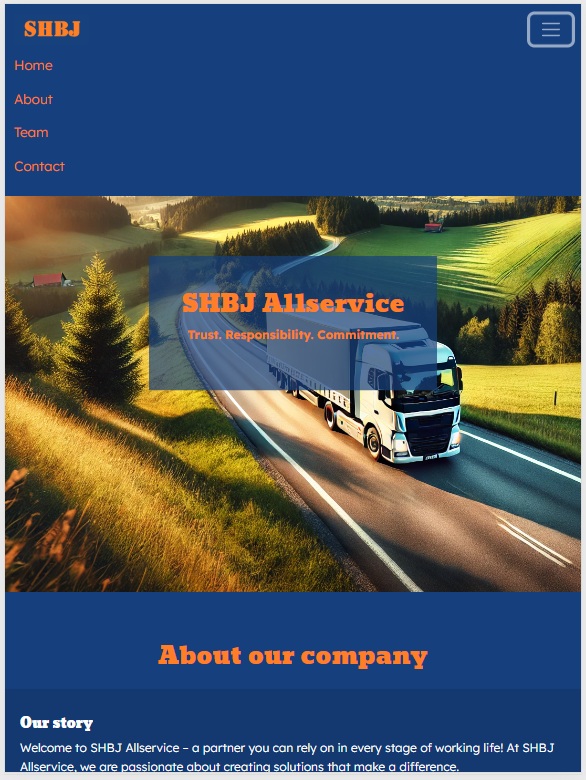 SHBJ
Home
About
Team
Contact
SHBJ Allservice
Trust. Responsibility. Commitment.
About our company
Our story
Welcome to SHBJ Allservice – a partner you can rely on in every stage of working life! At SHBJ
Allservice, we are passionate about creating solutions that make a difference.